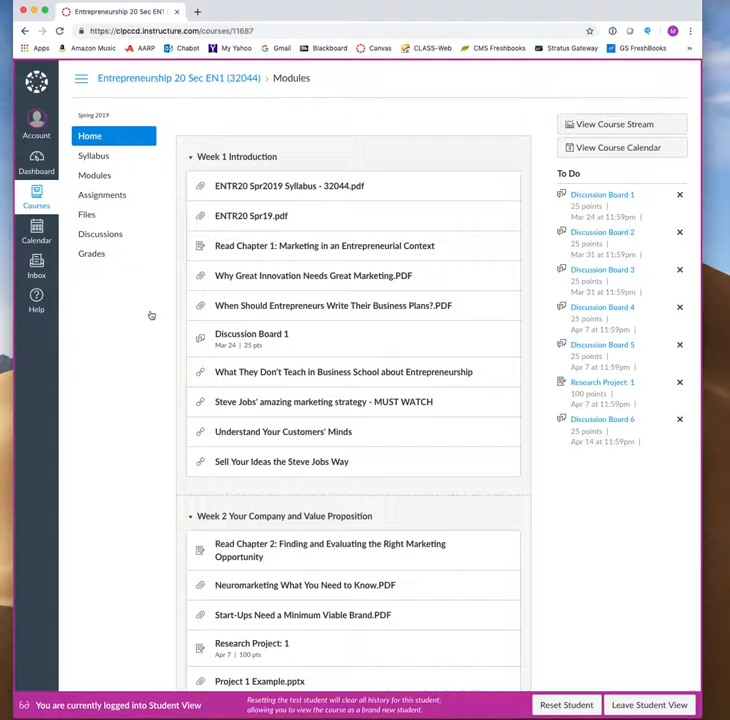 Entrepreneurship 20 Sec EN1
https://cipccd.instructure.com/courses/11687
Apps
Amazon Music
AARP
Chabot
My Yahoo
Gmail
Blackboard
Canvas
CLASS-Web
CMS Freshbooks
Stratus Gateway
GS FreshBooks
»
Entrepreneurship 20 Sec EN1 (32044) › Modules
Account
Dashboard
Courses
Calendar
Inbox
Help
Spring 2019
Home
Syllabus
Modules
Assignments
Files
Discussions
Grades
Week 1 Introduction
ENTR20 Spr2019 Syllabus - 32044.pdf
ENTR20 Spr19.pdf
Read Chapter 1: Marketing in an Entrepreneurial Context
Why Great Innovation Needs Great Marketing.PDF
When Should Entrepreneurs Write Their Business Plans?.PDF
Discussion Board 1
Mar 24 | 25 pts
What They Don't Teach in Business School about Entrepreneurship
Steve Jobs' amazing marketing strategy - MUST WATCH
Understand Your Customers' Minds
Sell Your Ideas the Steve Jobs Way
Week 2 Your Company and Value Proposition
Read Chapter 2: Finding and Evaluating the Right Marketing
Opportunity
Neuromarketing What You Need to Know.PDF
Start-Ups Need a Minimum Viable Brand.PDF
Research Project: 1
Apr 7 | 100 pts
Project 1 Example.pptx
View Course Stream
View Course Calendar
To Do
Discussion Board 1
25 points |
Mar 24 at 11:59pm |
Discussion Board 2
25 points |
Mar 31 at 11:59pm |
Discussion Board 3
25 points |
Mar 31 at 11:59pm |
Discussion Board 4
25 points |
Apr 7 at 11:59pm |
Discussion Board 5
25 points |
Apr 7 at 11:59pm |
Research Project: 1
100 points |
Apr 7 at 11:59pm |
Discussion Board 6
25 points |
Apr 14 at 11:59pm |
You are currently logged into Student View
Resetting the test student will clear all history for this student,
allowing you to view the course as a brand new student.
Reset Student
Leave Student View